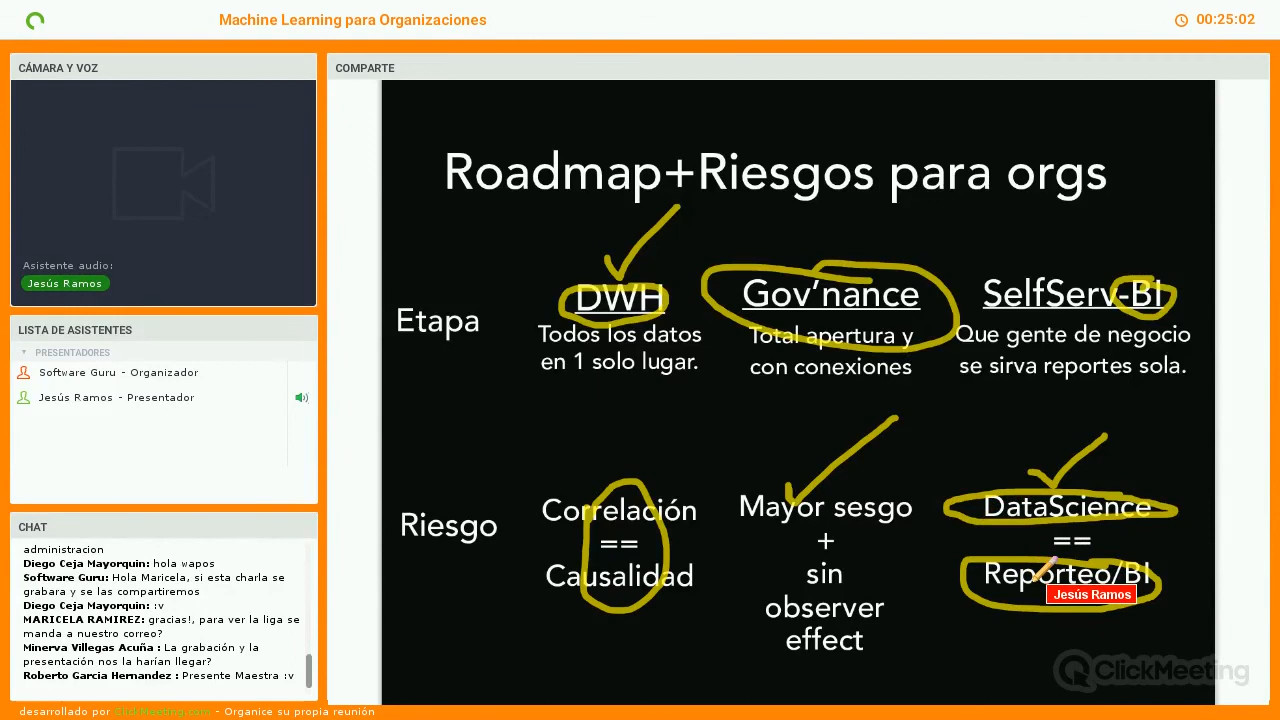 Machine Learning para Organizaciones
00:25:02
CÁMARA Y VOZ
Asistente audio:
Jesús Ramos
LISTA DE ASISTENTES
PRESENTADORES
Software Guru - Organizador
Jesús Ramos - Presentador
CHAT
administracion
Diego Ceja Mayorquin: hola wapos
Software Guru: Hola Maricela, si esta charla se
grabara y se las compartiremos
Diego Ceja Mayorquin: :v
MARICELA RAMIREZ: gracias!, para ver la liga se
manda a nuestro correo?
Minerva Villegas Acuña : La grabación y la
presentación nos la harían llegar?
Roberto Garcia Hernandez : Presente Maestra :v
COMPARTE
Roadmap+Riesgos para orgs
Etapa
DWH
Todos los datos
en 1 solo lugar.
Gov'nance
Total apertura y
con conexiones
SelfServ-BI
Que gente de negocio
se sirva reportes sola.
Riesgo
Correlación
==
Causalidad
Mayor sesgo
+
sin
observer
effect
DataScience
==
Reporteo/BI
Jesús Ramos
ClickMeeting
desarrollado por ClickMeeting.com - Organice su propia reunión